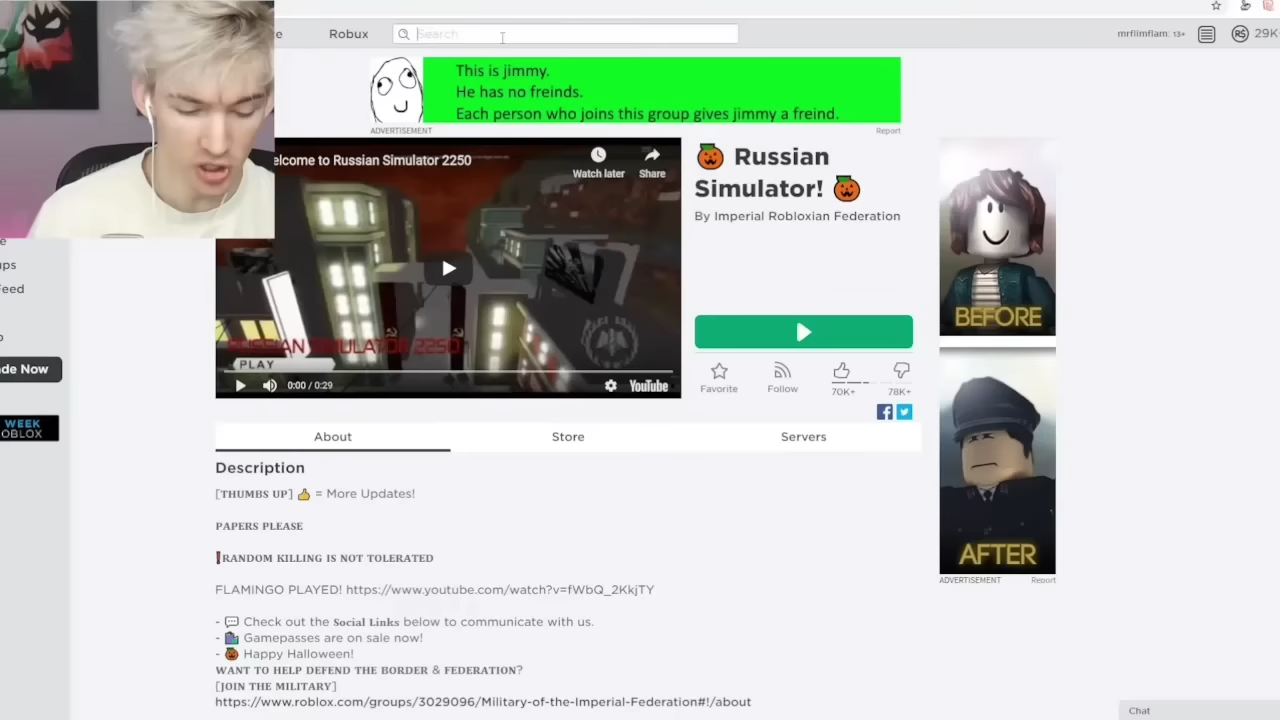 Robux
Search
mrflimflam: 13+
29K
This is jimmy.
He has no freinds.
Each person who joins this group gives jimmy a freind.
ADVERTISEMENT
Report
elcome to Russian Simulator 2250
Watch later
Share
RUSSIAN SIMULATOR 2250
PLAY
0:00 / 0:29
YouTube
🎃 Russian
Simulator! 🎃
By Imperial Robloxian Federation
Favorite
Follow
70K+
78K+
BEFORE
AFTER
ADVERTISEMENT
Report
ups
Feed
de Now
WEEK
OBLOX
About
Store
Servers
Description
[THUMBS UP] 👍 = More Updates!
PAPERS PLEASE
❗RANDOM KILLING IS NOT TOLERATED
FLAMINGO PLAYED! https://www.youtube.com/watch?v=fWbQ_2KkjTY
- 💬 Check out the Social Links below to communicate with us.
- 🛍️ Gamepasses are on sale now!
- 🎃 Happy Halloween!
WANT TO HELP DEFEND THE BORDER & FEDERATION?
[JOIN THE MILITARY]
https://www.roblox.com/groups/3029096/Military-of-the-Imperial-Federation#!/about
Chat